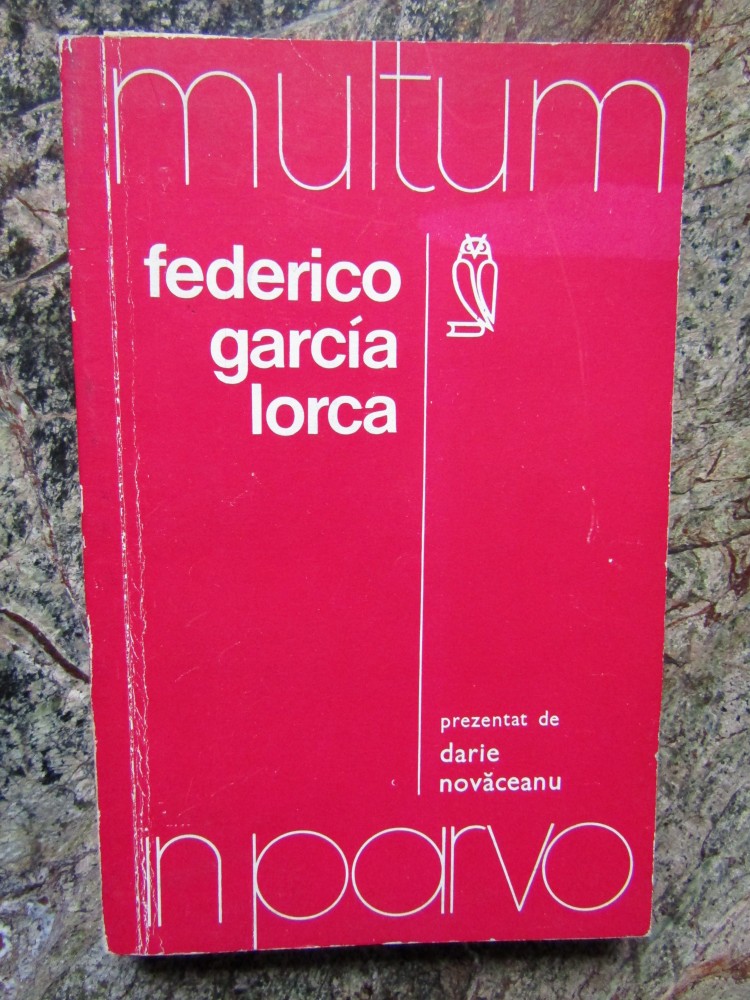 multum
federico
garcía
lorca
prezentat de
darie
novăceanu
in parvo